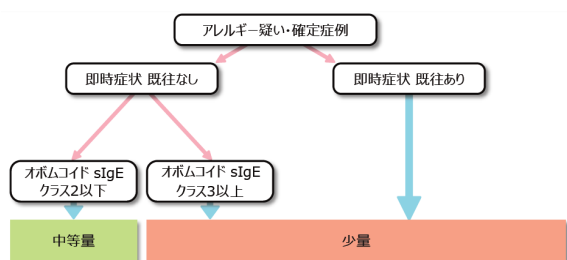 アレルギー疑い・確定症例
即時症状 既往なし
即時症状 既往あり
オボムコイド sIgE
クラス2以下
オボムコイド sIgE
クラス3以上
中等量
少量